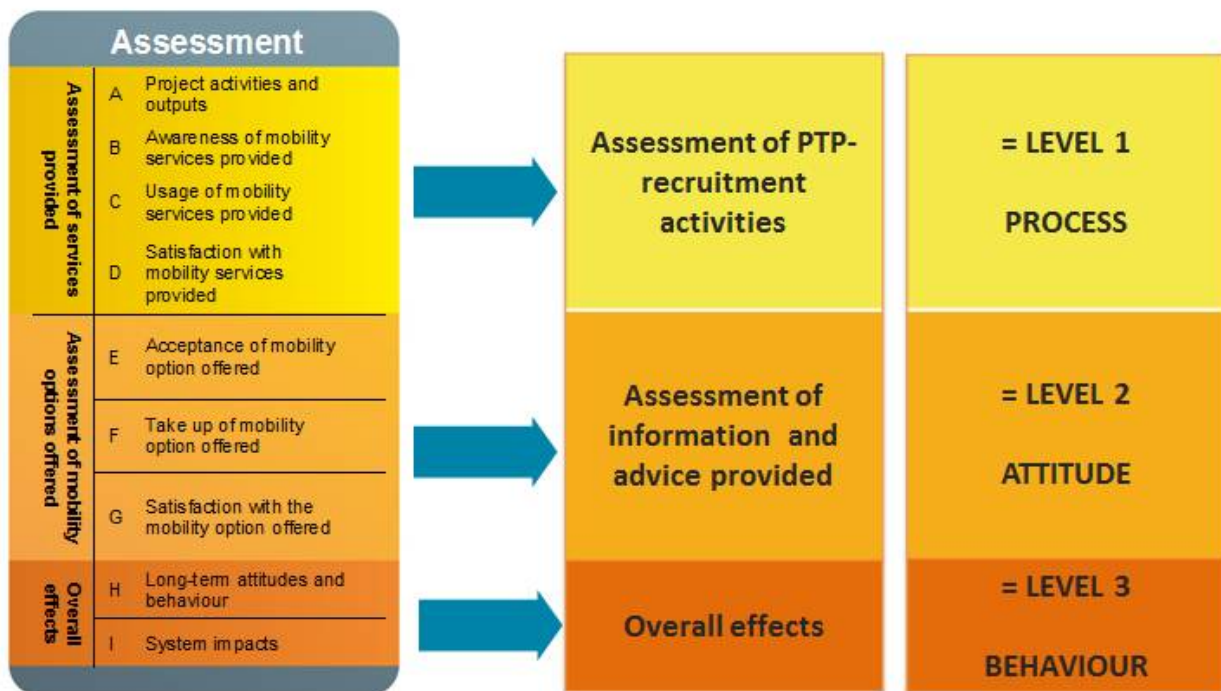 Assessment
Assessment of services
provided
A
Project activities and
outputs
B
Awareness of mobility
services provided
C
Usage of mobility
services provided
D
Satisfaction with
mobility services
provided
Assessment of mobility
options offered
E
Acceptance of mobility
option offered
F
Take up of mobility
option offered
G
Satisfaction with the
mobility option offered
Overall
effects
H
Long-term attitudes and
behaviour
I
System impacts
Assessment of PTP-
recruitment
activities
= LEVEL 1
PROCESS
Assessment of
information and
advice provided
= LEVEL 2
ATTITUDE
Overall effects
= LEVEL 3
BEHAVIOUR